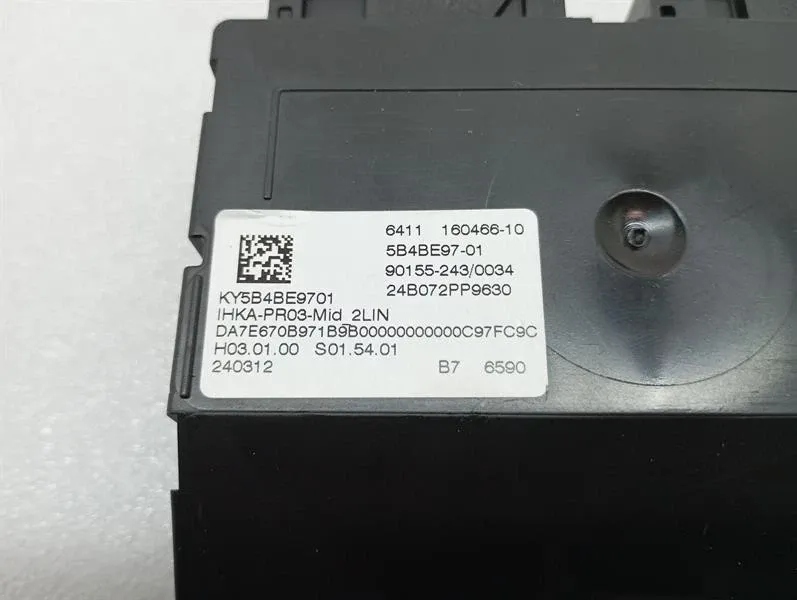 6411 160466-10
5B4BE97-01
90155-243/0034
24B072PP9630
KY5B4BE9701
IHKA-PR03-Mid_2LIN
DA7E670B971B9B00000000000C97FC9C
H03.01.00 S01.54.01
240312 B7 6590